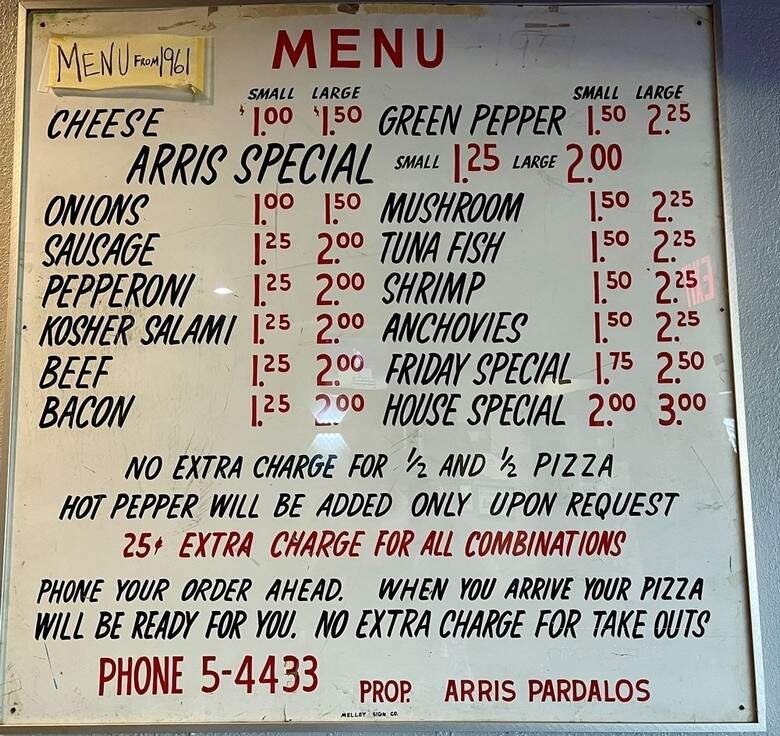 MENU FROM 1961
MENU
SMALL LARGE SMALL LARGE
CHEESE $1.00 $1.50 GREEN PEPPER 1.50 2.25
ARRIS SPECIAL SMALL 1.25 LARGE 2.00
ONIONS 1.00 1.50 MUSHROOM 1.50 2.25
SAUSAGE 1.25 2.00 TUNA FISH 1.50 2.25
PEPPERONI 1.25 2.00 SHRIMP 1.50 2.25
KOSHER SALAMI 1.25 2.00 ANCHOVIES 1.50 2.25
BEEF 1.25 2.00 FRIDAY SPECIAL 1.75 2.50
BACON 1.25 2.00 HOUSE SPECIAL 2.00 3.00
NO EXTRA CHARGE FOR ½ AND ½ PIZZA
HOT PEPPER WILL BE ADDED ONLY UPON REQUEST
25¢ EXTRA CHARGE FOR ALL COMBINATIONS
PHONE YOUR ORDER AHEAD. WHEN YOU ARRIVE YOUR PIZZA
WILL BE READY FOR YOU. NO EXTRA CHARGE FOR TAKE OUTS
PHONE 5-4433 PROP. ARRIS PARDALOS
MELLEY SIGN CO.